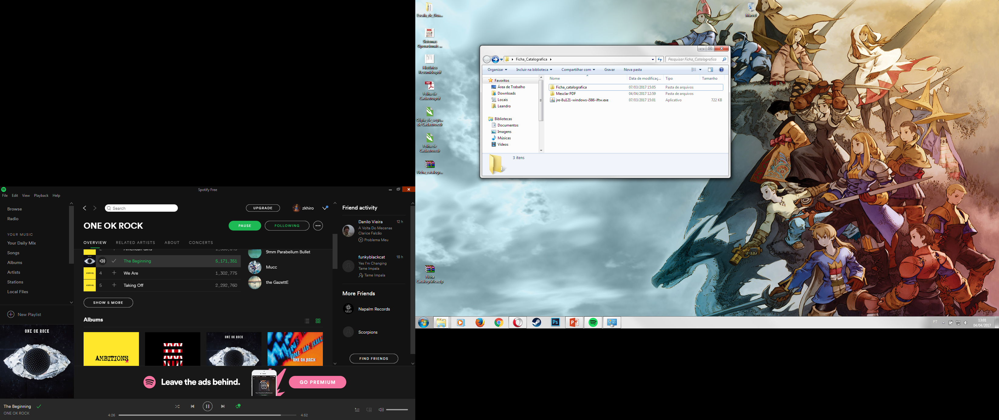 Spotify Free
File Edit View Playback Help
Browse
Radio
YOUR MUSIC
Your Daily Mix
Songs
Albums
Artists
Stations
Local Files
New Playlist
ONE OK ROCK
Search
UPGRADE
zkhiro
ONE OK ROCK
PAUSE
FOLLOWING
OVERVIEW RELATED ARTISTS ABOUT CONCERTS
2 + American Girls
The Beginning 5,171,351
4 + We Are 1,302,775
5 + Taking Off 2,292,760
SHOW 5 MORE
9mm Parabellum Bullet
Mucc
the GazettE
Albums
AMBITIONS
ONE OK ROCK
ONE OK ROCK
Friend activity
Danilo Vieira 12 h
A Volta Do Mecenas
Clarice Falcão
Problema Meu
funkyblackcat 18 h
Yes I'm Changing
Tame Impala
Tame Impala
More Friends
Napalm Records
Scorpions
FIND FRIENDS
Leave the ads behind.
GO PREMIUM
The Beginning
ONE OK ROCK
4:26
4:52
Escala_de_Gua...
Sistemas
Operacionais ...
Histórico
Resumido.pdf
PDF
Folha de
Cadastro.pdf
Cópia_de_segu...
de Cadastro.cdr
Folha de
Cadastro.cdr
Ficha_catalogr...
Ficha
Catalografica.zip
Marvel
Ficha_Catalografica
Pesquisar Ficha_Catalografica
Organizar Incluir na biblioteca Compartilhar com Gravar Nova pasta
Favoritos
Área de Trabalho
Downloads
Locais
Leandro
Bibliotecas
Documentos
Imagens
Músicas
Vídeos
Nome Data de modificaç... Tipo Tamanho
Ficha_catalografica 07/03/2017 15:05 Pasta de arquivos
Mesclar PDF 04/04/2017 12:59 Pasta de arquivos
jre-8u121-windows-i586-iftw.exe 07/03/2017 15:01 Aplicativo 722 KB
3 itens
Ps
P
PT
13:01
04/04/2017